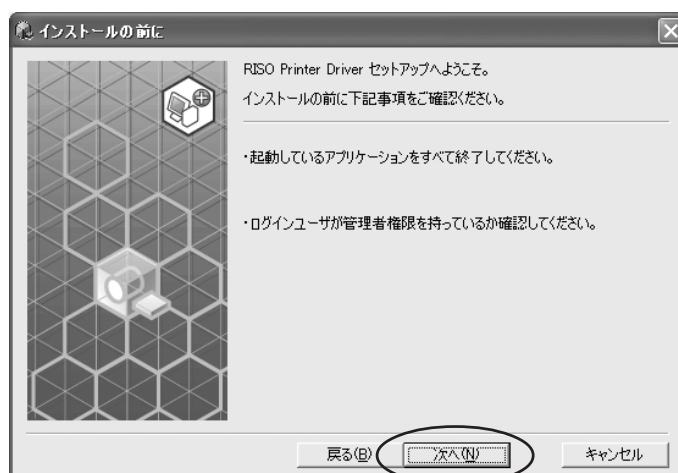 インストールの前に
RISO Printer Driver セットアップへようこそ。
インストールの前に下記事項をご確認ください。
・起動しているアプリケーションをすべて終了してください。
・ログインユーザが管理者権限を持っているか確認してください。
戻る(B) 次へ(N) キャンセル